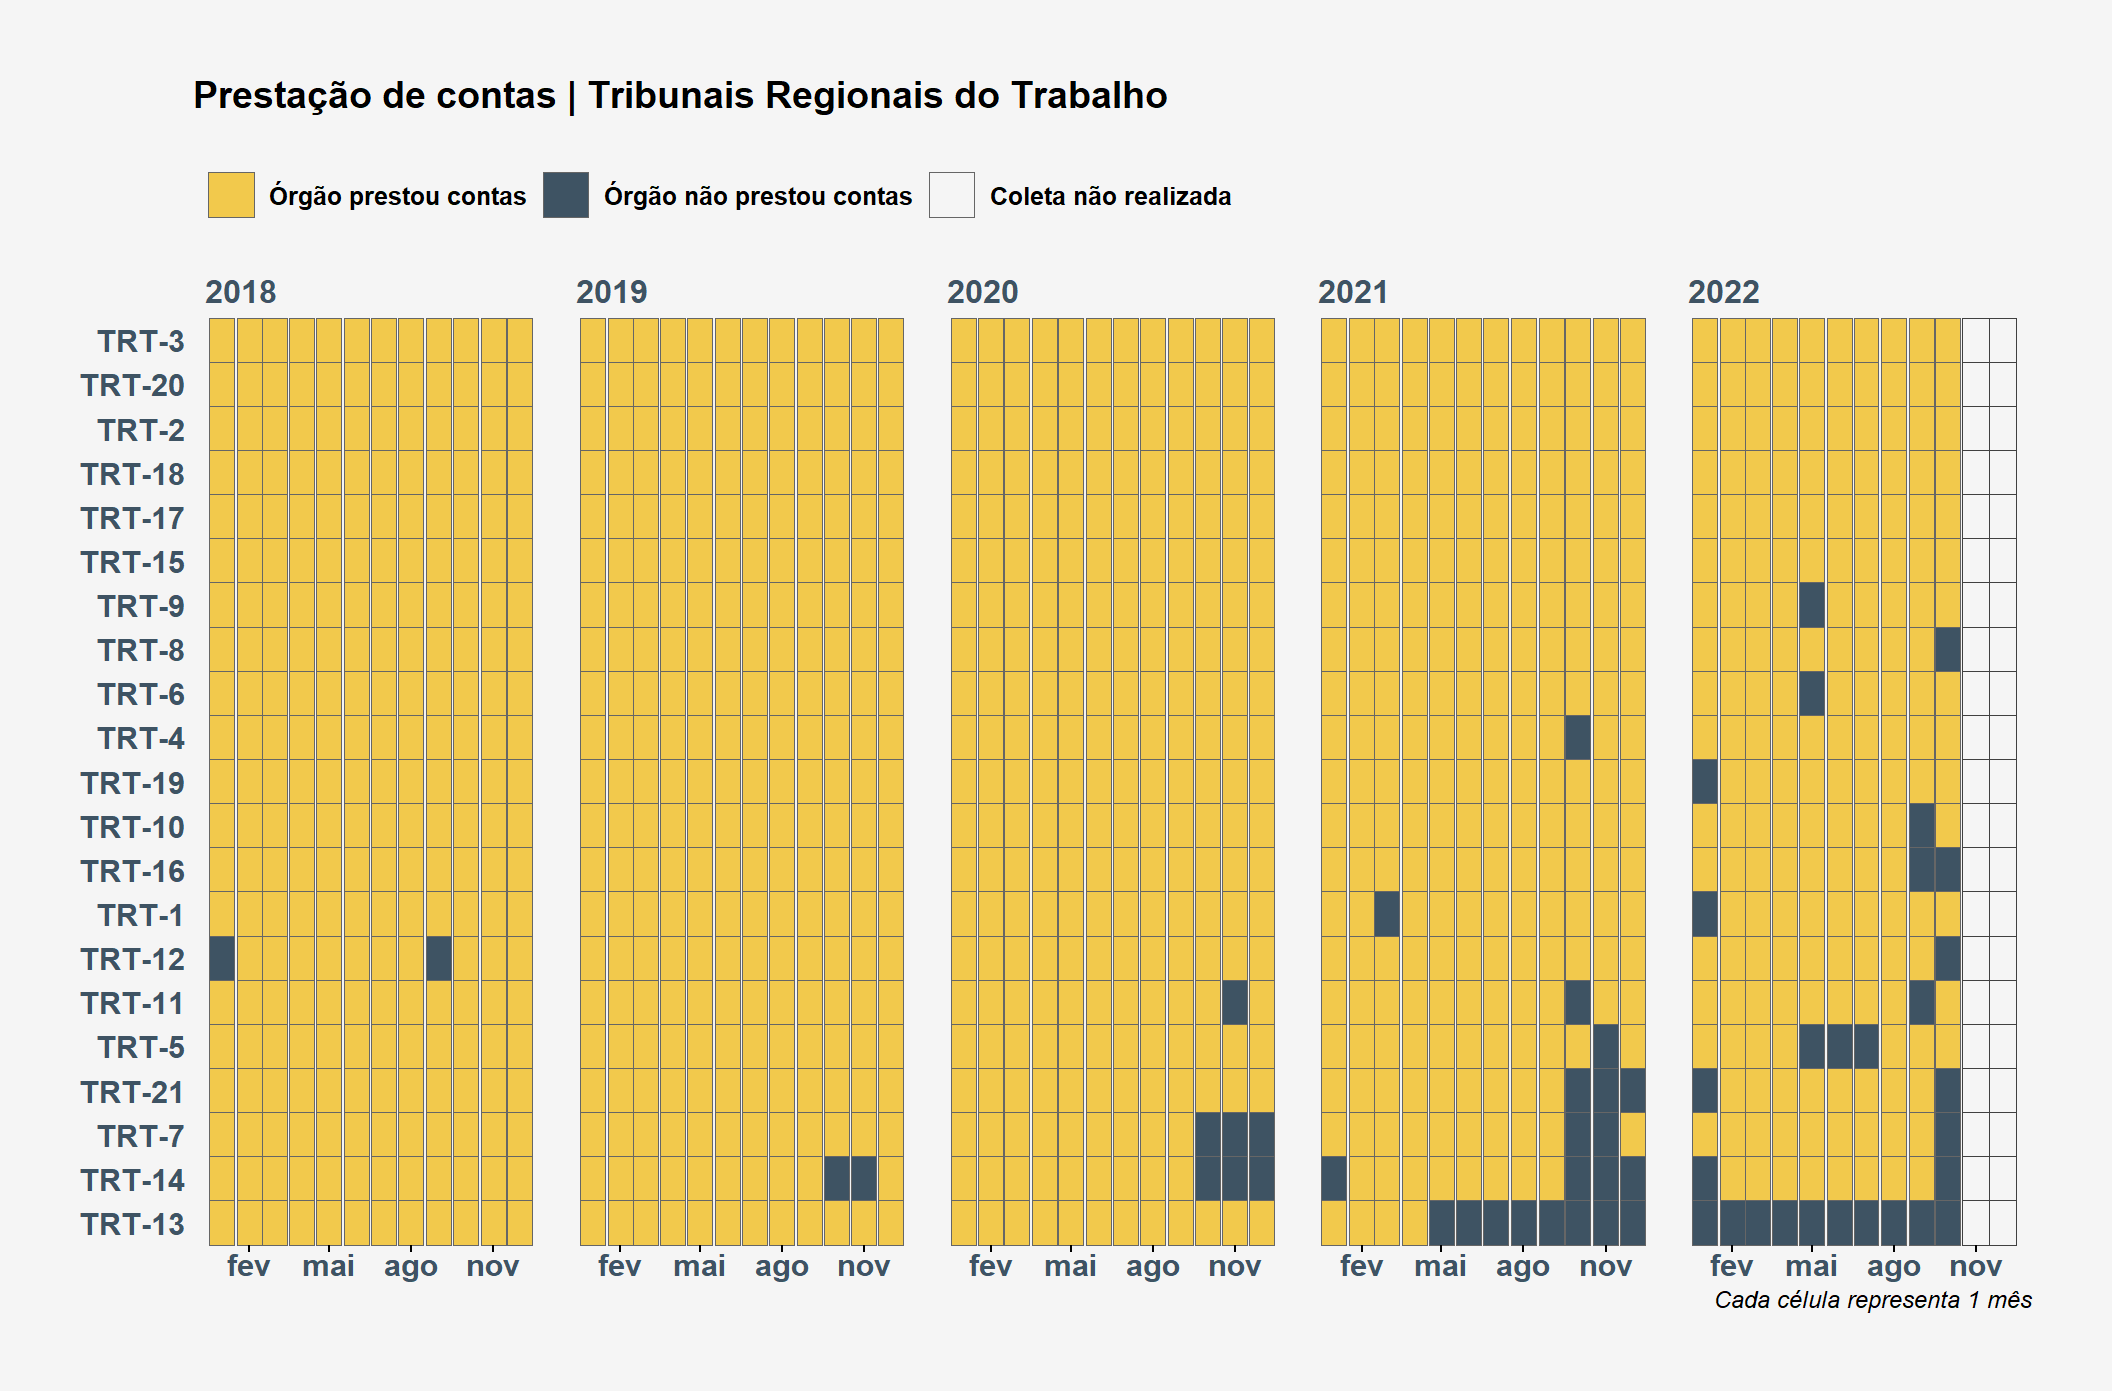 Prestação de contas | Tribunais Regionais do Trabalho
Órgão prestou contas Órgão não prestou contas Coleta não realizada
2018 2019 2020 2021 2022
TRT-3
TRT-20
TRT-2
TRT-18
TRT-17
TRT-15
TRT-9
TRT-8
TRT-6
TRT-4
TRT-19
TRT-10
TRT-16
TRT-1
TRT-12
TRT-11
TRT-5
TRT-21
TRT-7
TRT-14
TRT-13
fev mai ago nov fev mai ago nov fev mai ago nov fev mai ago nov fev mai ago nov
Cada célula representa 1 mês